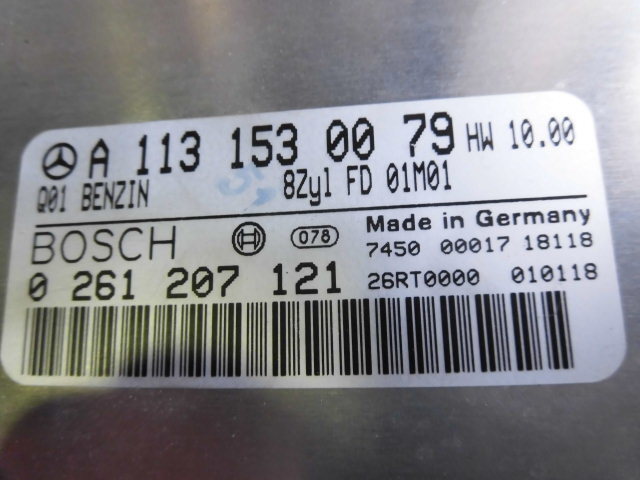 A 113 153 00 79 HW 10.00
Q01 BENZIN 8Zyl FD 01M01
BOSCH 078 Made in Germany
7450 00017 18118
0 261 207 121 26RT0000 010118